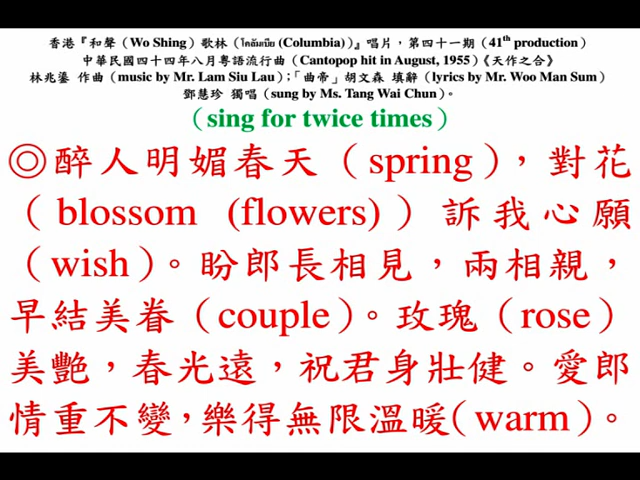 香港『和聲（Wo Shing）歌林（โคลัมเบีย (Columbia)）』唱片，第四十一期（41th production）
中華民國四十四年八月粵語流行曲（Cantopop hit in August, 1955）《天作之合》
林兆鎏 作曲（music by Mr. Lam Siu Lau）；「曲帝」胡文森 填辭（lyrics by Mr. Woo Man Sum）
鄧慧珍 獨唱（sung by Ms. Tang Wai Chun）。
（sing for twice times）
◎醉人明媚春天（spring），對花
（blossom (flowers)）訴我心願
（wish）。盼郎長相見，兩相親，
早結美眷（couple）。玫瑰（rose）
美艷，春光遠，祝君身壯健。愛郎
情重不變，樂得無限溫暖（warm）。